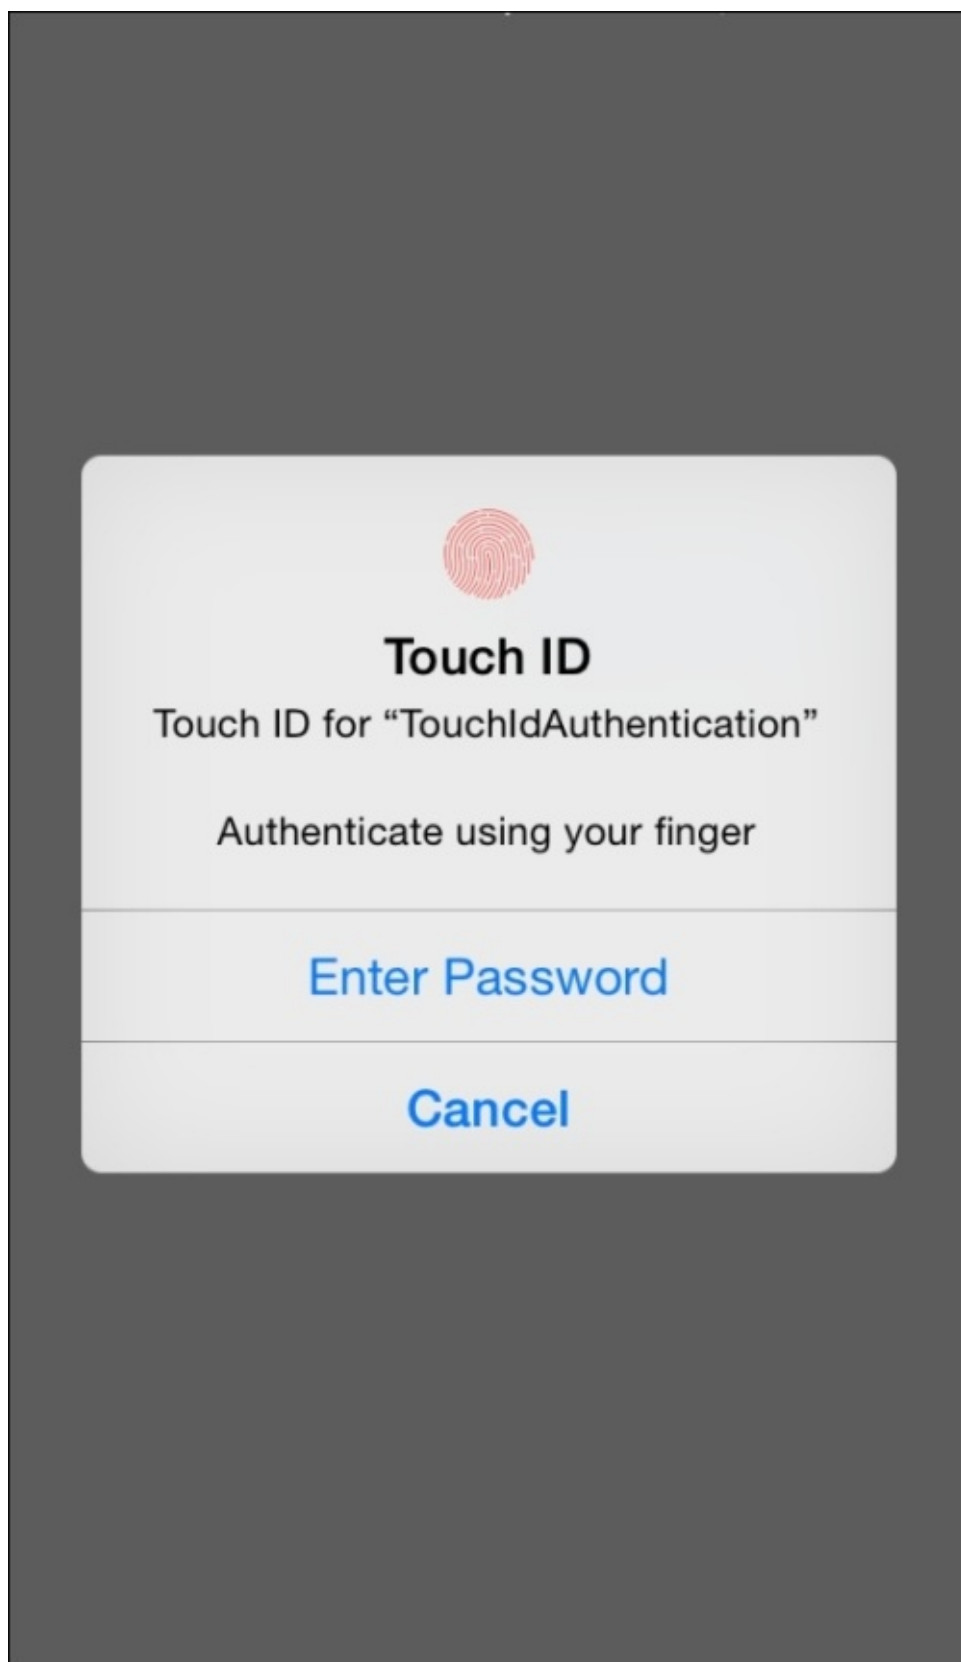 Touch ID
Touch ID for “TouchIdAuthentication”
Authenticate using your finger
Enter Password
Cancel